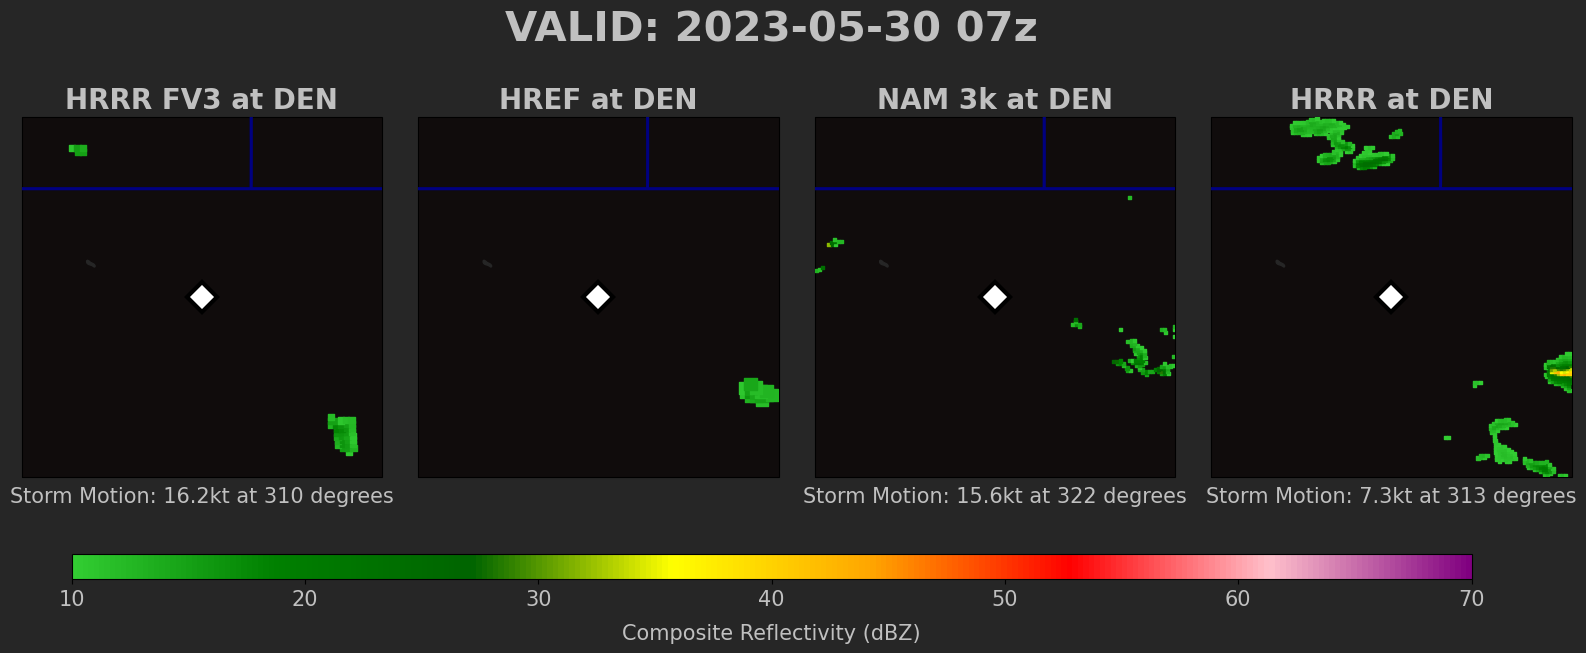 VALID: 2023-05-30 07z
HRRR FV3 at DEN
HREF at DEN
NAM 3k at DEN
HRRR at DEN
Storm Motion: 16.2kt at 310 degrees
Storm Motion: 15.6kt at 322 degrees
Storm Motion: 7.3kt at 313 degrees
10 20 30 40 50 60 70
Composite Reflectivity (dBZ)